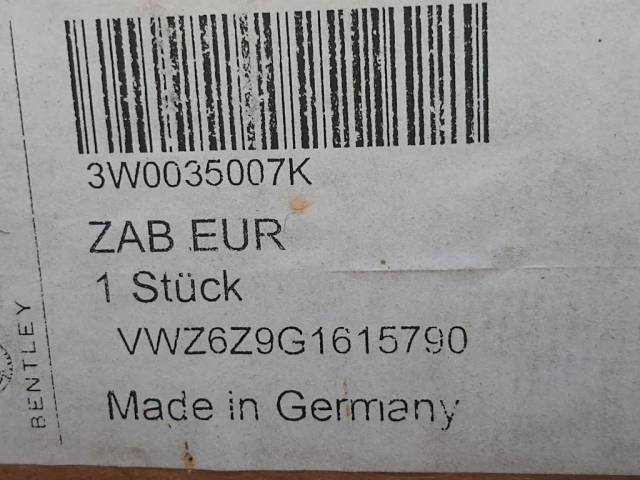 3W0035007K
ZAB EUR
1 Stück
VWZ6Z9G1615790
Made in Germany
BENTLEY